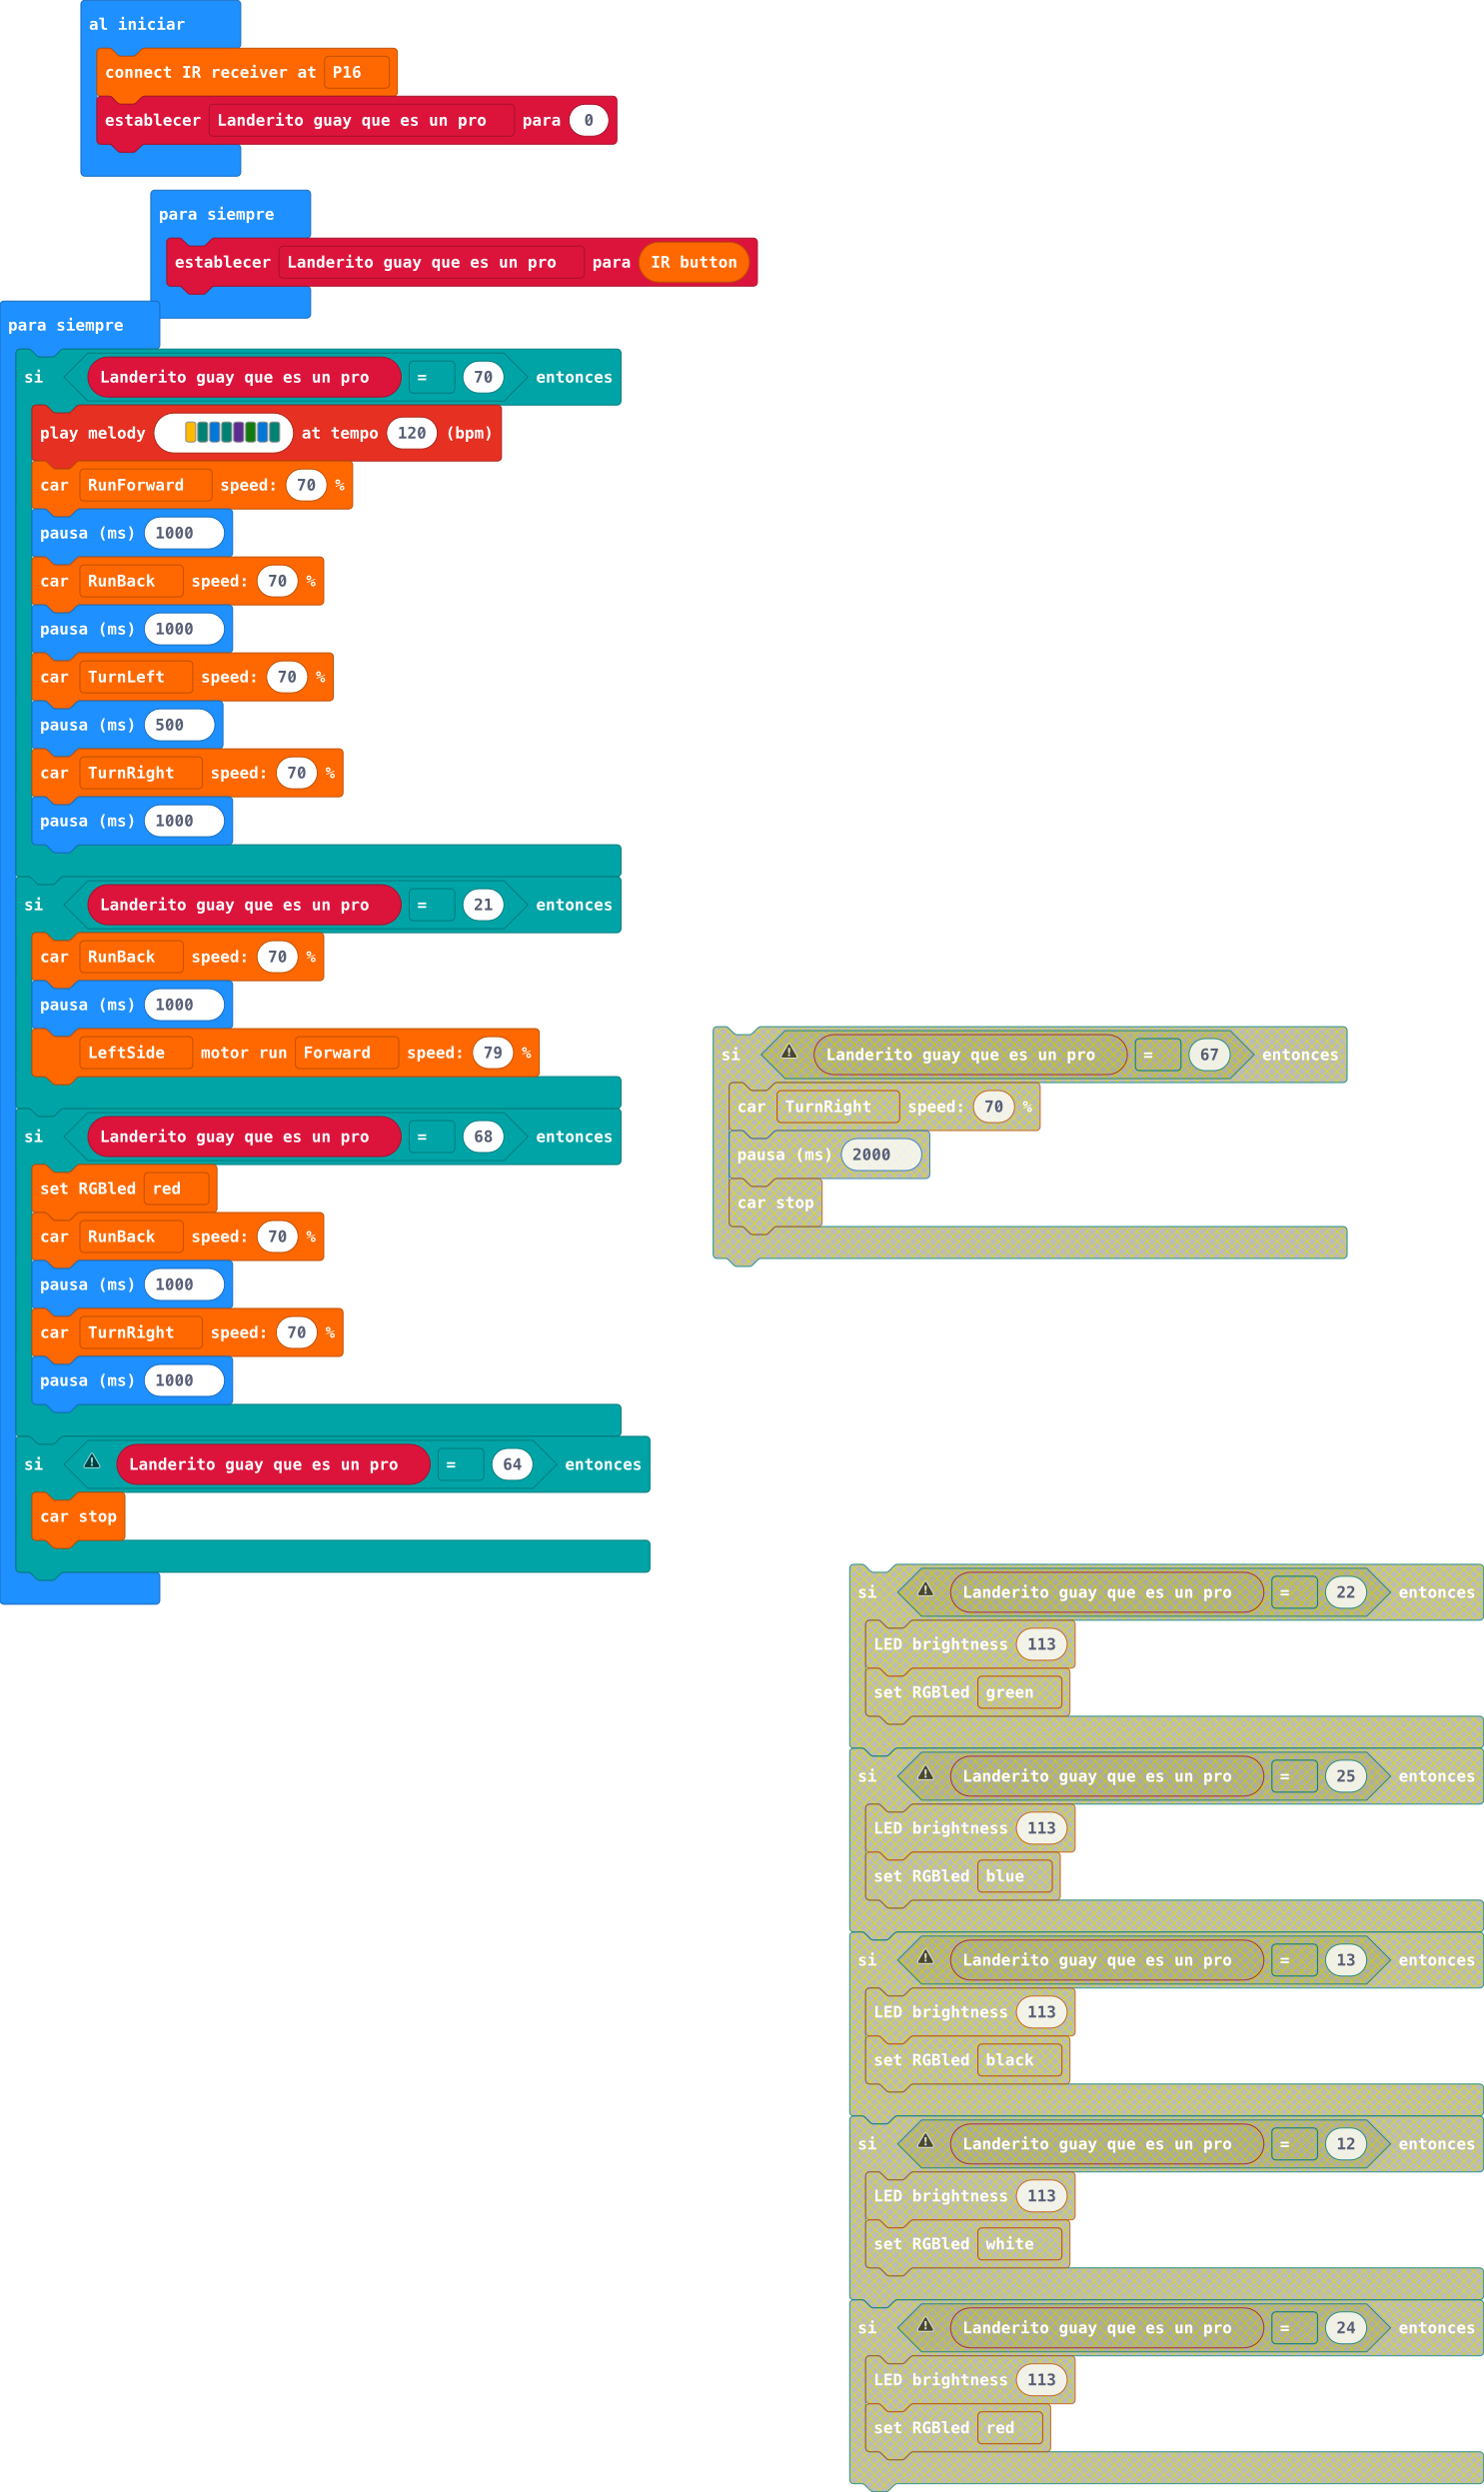 al iniciar
connect IR receiver at P16
establecer Landerito guay que es un pro para 0
para siempre
establecer Landerito guay que es un pro para IR button
para siempre
si Landerito guay que es un pro = 70 entonces
play melody at tempo 120 (bpm)
car RunForward speed: 70 %
pausa (ms) 1000
car RunBack speed: 70 %
pausa (ms) 1000
car TurnLeft speed: 70 %
pausa (ms) 500
car TurnRight speed: 70 %
pausa (ms) 1000
si Landerito guay que es un pro = 21 entonces
car RunBack speed: 70 %
pausa (ms) 1000
LeftSide motor run Forward speed: 79 %
si Landerito guay que es un pro = 68 entonces
set RGBled red
car RunBack speed: 70 %
pausa (ms) 1000
car TurnRight speed: 70 %
pausa (ms) 1000
si Landerito guay que es un pro = 64 entonces
car stop
si Landerito guay que es un pro = 67 entonces
car TurnRight speed: 70 %
pausa (ms) 2000
car stop
si Landerito guay que es un pro = 22 entonces
LED brightness 113
set RGBled green
si Landerito guay que es un pro = 25 entonces
LED brightness 113
set RGBled blue
si Landerito guay que es un pro = 13 entonces
LED brightness 113
set RGBled black
si Landerito guay que es un pro = 12 entonces
LED brightness 113
set RGBled white
si Landerito guay que es un pro = 24 entonces
LED brightness 113
set RGBled red